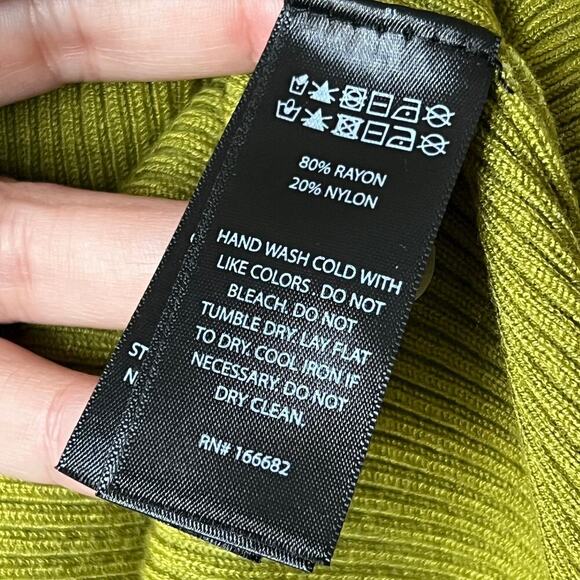 80% RAYON
20% NYLON
HAND WASH COLD WITH
LIKE COLORS. DO NOT
BLEACH. DO NOT
TUMBLE DRY. LAY FLAT
TO DRY. COOL IRON IF
NECESSARY. DO NOT
DRY CLEAN.
RN# 166682
ST
N